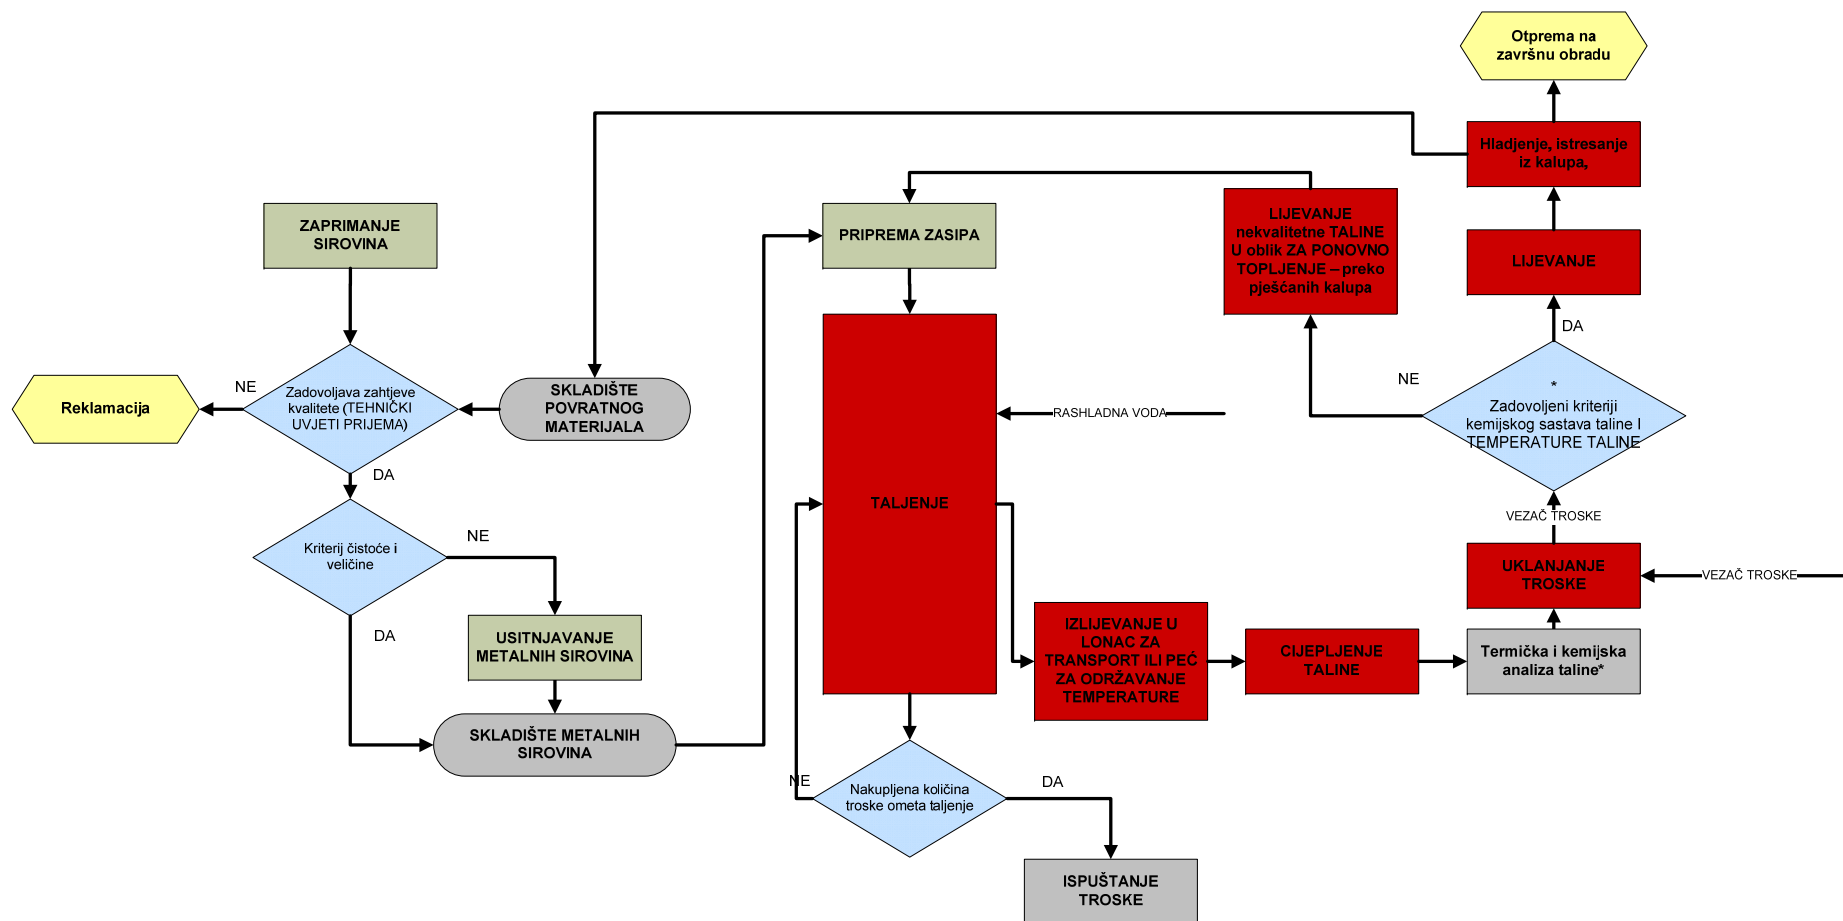 Otprema na
završnu obradu
Hladjenje, istresanje
iz kalupa,
ZAPRIMANJE
SIROVINA
PRIPREMA ZASIPA
LIJEVANJE
nekvalitetne TALINE
U oblik ZA PONOVNO
TOPLJENJE – preko
pješčanih kalupa
LIJEVANJE
DA
NE
Reklamacija
NE
Zadovoljava zahtjeve
kvalitete (TEHNIČKI
UVJETI PRIJEMA)
SKLADIŠTE
POVRATNOG
MATERIJALA
RASHLADNA VODA
*
Zadovoljeni kriteriji
kemijskog sastava taline I
TEMPERATURE TALINE
DA
Kriterij čistoće i
veličine
NE
TALJENJE
VEZAČ TROSKE
UKLANJANJE
TROSKE
VEZAČ TROSKE
DA
USITNJAVANJE
METALNIH SIROVINA
IZLIJEVANJE U
LONAC ZA
TRANSPORT ILI PEĆ
ZA ODRŽAVANJE
TEMPERATURE
CIJEPLJENJE
TALINE
Termička i kemijska
analiza taline*
SKLADIŠTE METALNIH
SIROVINA
NE
Nakupljena količina
troske ometa taljenje
DA
ISPUŠTANJE
TROSKE